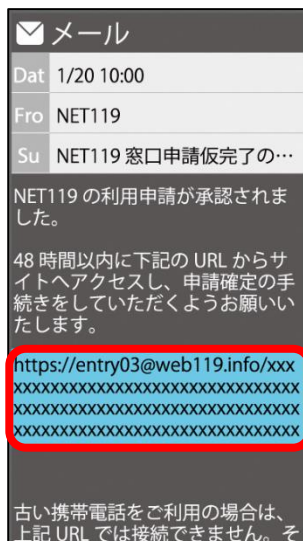 メール
Dat 1/20 10:00
Fro NET119
Su NET119 窓口申請仮完了の…
NET119 の利用申請が承認されま
した。
48 時間以内に下記の URL からサ
イトへアクセスし、申請確定の手
続きをしていただくようお願いい
たします。
https://entry03@web119.info/xxx
xxxxxxxxxxxxxxxxxxxxxxxxxxxxxx
xxxxxxxxxxxxxxxxxxxxxxxxxxxxxx
xxxxxxxxxxxxxxxxxxxxxxxxxxxxxx
古い携帯電話をご利用の場合は、
上記 URL では接続できません。そ